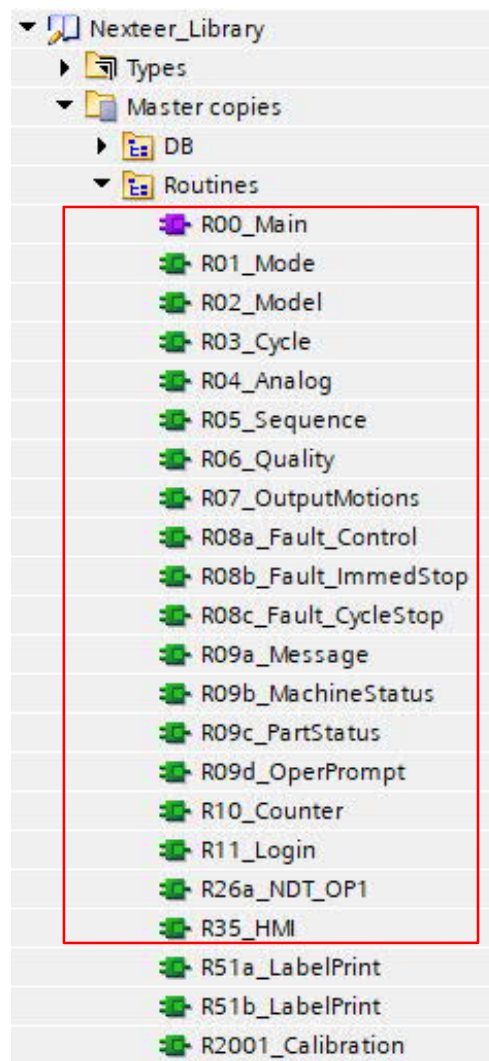 Nexteer_Library
Types
Master copies
DB
Routines
R00_Main
R01_Mode
R02_Model
R03_Cycle
R04_Analog
R05_Sequence
R06_Quality
R07_OutputMotions
R08a_Fault_Control
R08b_Fault_ImmedStop
R08c_Fault_CycleStop
R09a_Message
R09b_MachineStatus
R09c_PartStatus
R09d_OperPrompt
R10_Counter
R11_Login
R26a_NDT_OP1
R35_HMI
R51a_LabelPrint
R51b_LabelPrint
R2001_Calibration